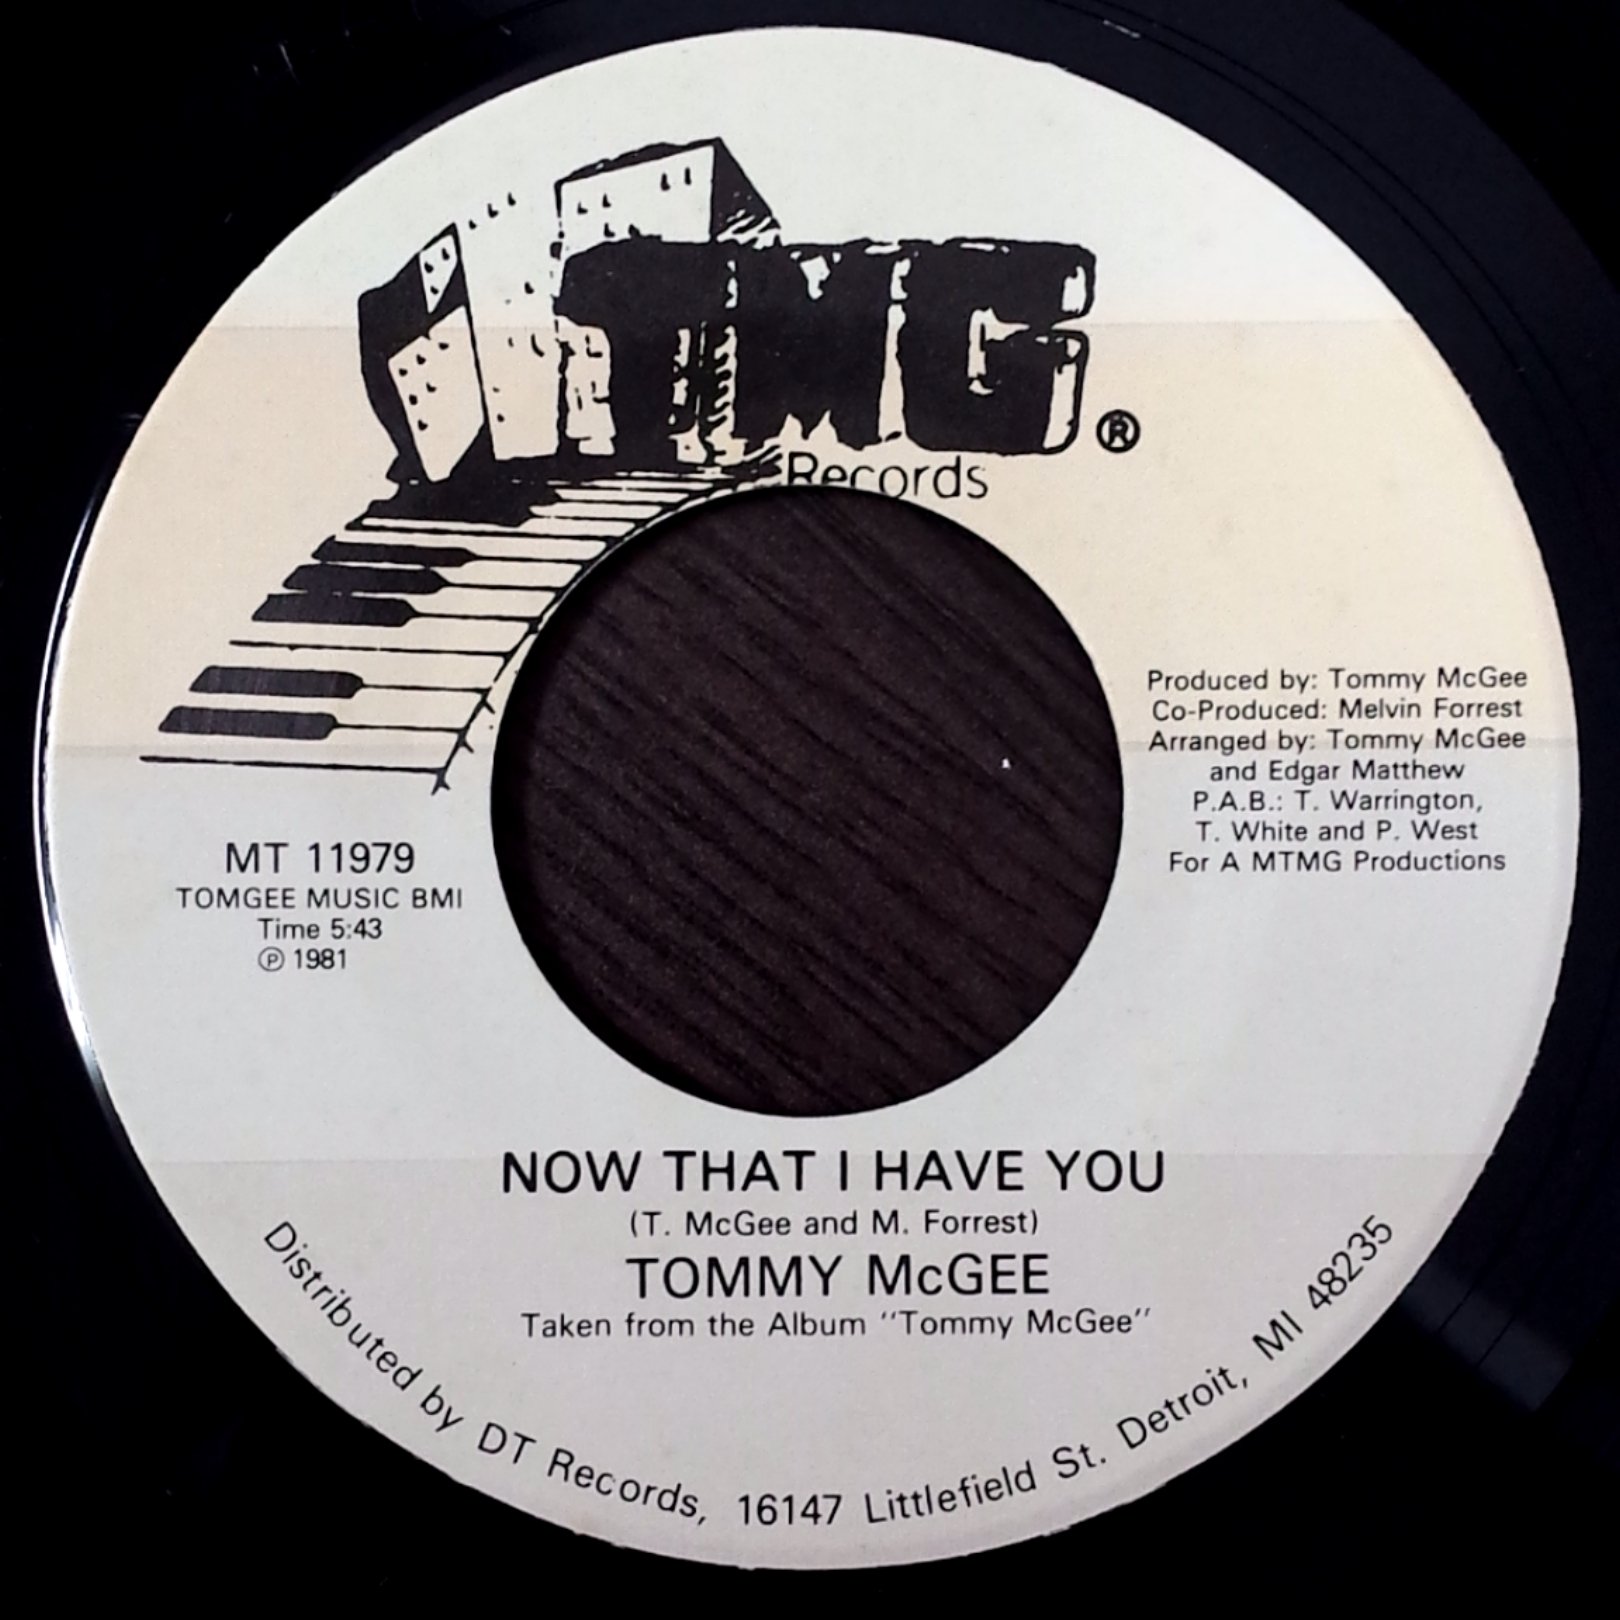 TMG ®
Records
Produced by: Tommy McGee
Co-Produced: Melvin Forrest
Arranged by: Tommy McGee
and Edgar Matthew
P.A.B.: T. Warrington,
T. White and P. West
For A MTMG Productions
MT 11979
TOMGEE MUSIC BMI
Time 5:43
℗ 1981
NOW THAT I HAVE YOU
(T. McGee and M. Forrest)
TOMMY McGEE
Taken from the Album "Tommy McGee"
Distributed by DT Records, 16147 Littlefield St. Detroit, MI 48235